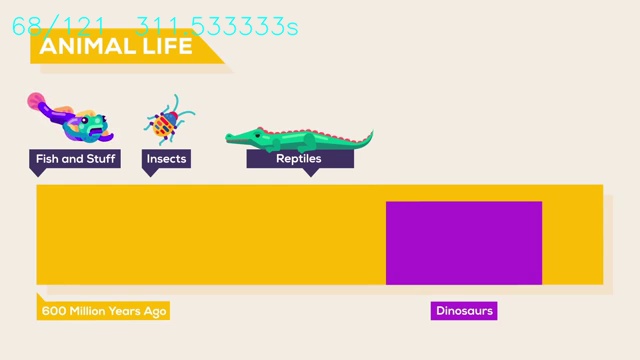 68/121 311.533333s
ANIMAL LIFE
Fish and Stuff
Insects
Reptiles
600 Million Years Ago
Dinosaurs